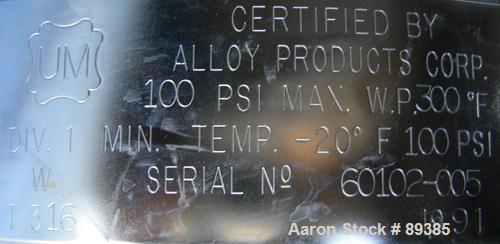 CERTIFIED BY
UM ALLOY PRODUCTS CORP.
100 PSI MAX. W.P. 300 °F
DIV. 1 MIN. TEMP. -20° F 100 PSI
W SERIAL Nº 60102-005
T 316 1991
Aaron Stock # 89385